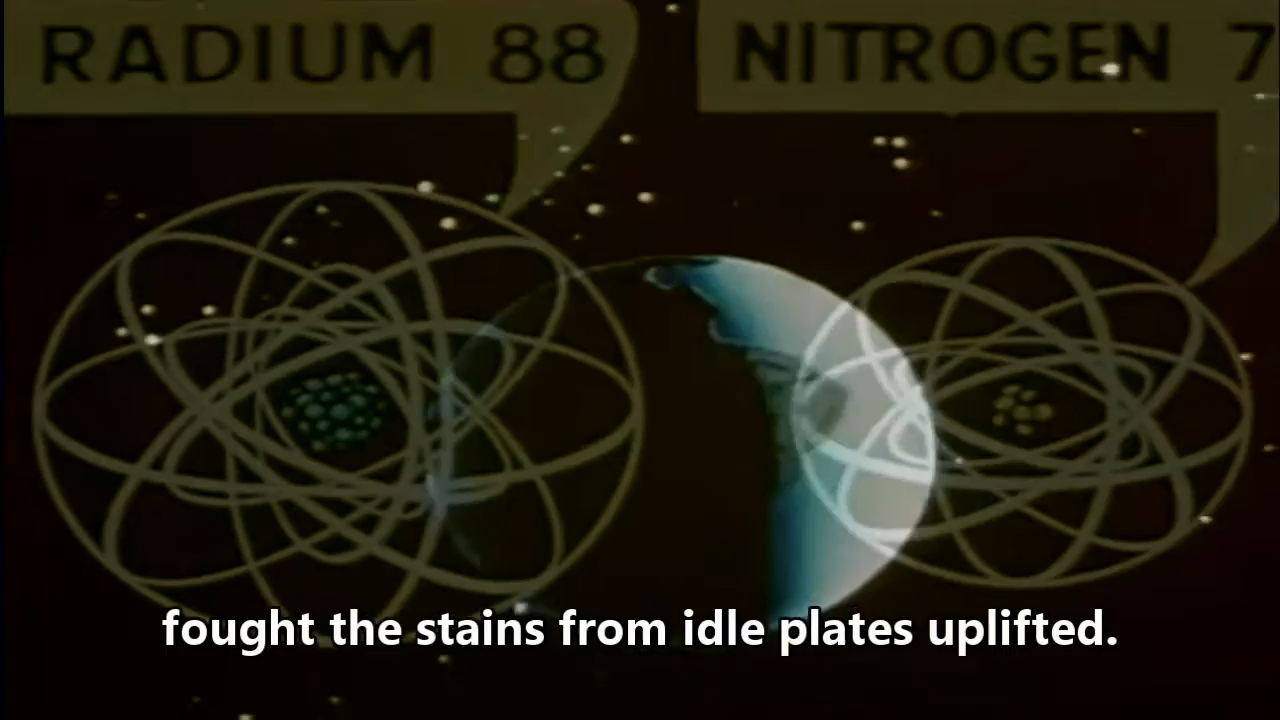 RADIUM 88
NITROGEN 7
fought the stains from idle plates uplifted.